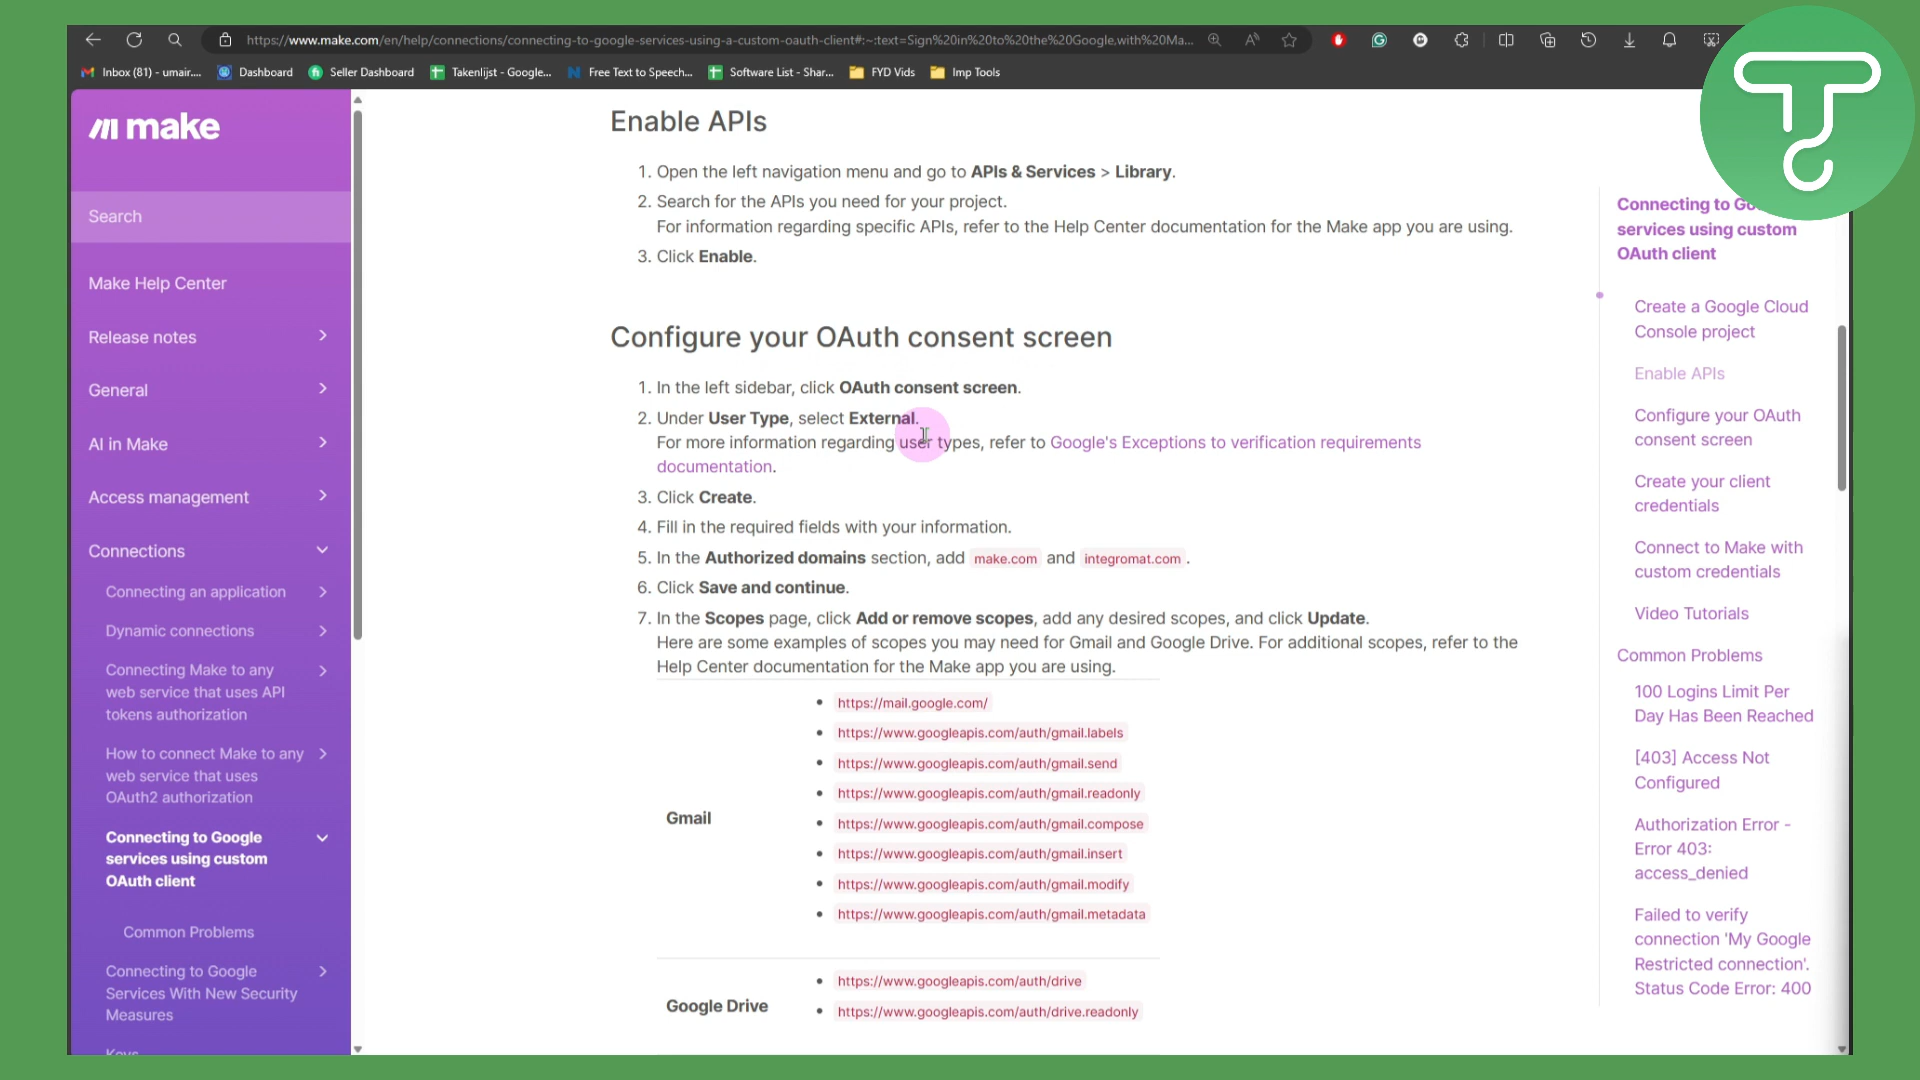 https://www.make.com/en/help/connections/connecting-to-google-services-using-a-custom-oauth-client#:~:text=Sign%20in%20to%20the%20Google,with%20Ma...
Inbox (81) - umair....
Dashboard
Seller Dashboard
Takenlijst - Google...
Free Text to Speech...
Software List - Shar...
FYD Vids
Imp Tools
make
Search
Make Help Center
Release notes
General
AI in Make
Access management
Connections
Connecting an application
Dynamic connections
Connecting Make to any
web service that uses API
tokens authorization
How to connect Make to any
web service that uses
OAuth2 authorization
Connecting to Google
services using custom
OAuth client
Common Problems
Connecting to Google
Services With New Security
Measures
Keys
Enable APIs
1. Open the left navigation menu and go to APIs & Services > Library.
2. Search for the APIs you need for your project.
For information regarding specific APIs, refer to the Help Center documentation for the Make app you are using.
3. Click Enable.
Configure your OAuth consent screen
1. In the left sidebar, click OAuth consent screen.
2. Under User Type, select External.
For more information regarding user types, refer to Google's Exceptions to verification requirements
documentation.
3. Click Create.
4. Fill in the required fields with your information.
5. In the Authorized domains section, add make.com and integromat.com .
6. Click Save and continue.
7. In the Scopes page, click Add or remove scopes, add any desired scopes, and click Update.
Here are some examples of scopes you may need for Gmail and Google Drive. For additional scopes, refer to the
Help Center documentation for the Make app you are using.
Gmail
https://mail.google.com/
https://www.googleapis.com/auth/gmail.labels
https://www.googleapis.com/auth/gmail.send
https://www.googleapis.com/auth/gmail.readonly
https://www.googleapis.com/auth/gmail.compose
https://www.googleapis.com/auth/gmail.insert
https://www.googleapis.com/auth/gmail.modify
https://www.googleapis.com/auth/gmail.metadata
Google Drive
https://www.googleapis.com/auth/drive
https://www.googleapis.com/auth/drive.readonly
Connecting to Go
services using custom
OAuth client
Create a Google Cloud
Console project
Enable APIs
Configure your OAuth
consent screen
Create your client
credentials
Connect to Make with
custom credentials
Video Tutorials
Common Problems
100 Logins Limit Per
Day Has Been Reached
[403] Access Not
Configured
Authorization Error -
Error 403:
access_denied
Failed to verify
connection 'My Google
Restricted connection'.
Status Code Error: 400